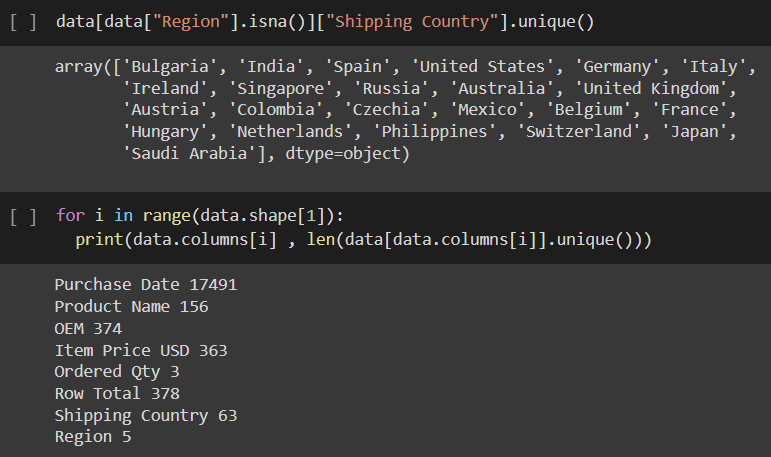 [ ] data[data["Region"].isna()]["Shipping Country"].unique()
array(['Bulgaria', 'India', 'Spain', 'United States', 'Germany', 'Italy',
'Ireland', 'Singapore', 'Russia', 'Australia', 'United Kingdom',
'Austria', 'Colombia', 'Czechia', 'Mexico', 'Belgium', 'France',
'Hungary', 'Netherlands', 'Philippines', 'Switzerland', 'Japan',
'Saudi Arabia'], dtype=object)
[ ] for i in range(data.shape[1]):
print(data.columns[i] , len(data[data.columns[i]].unique()))
Purchase Date 17491
Product Name 156
OEM 374
Item Price USD 363
Ordered Qty 3
Row Total 378
Shipping Country 63
Region 5